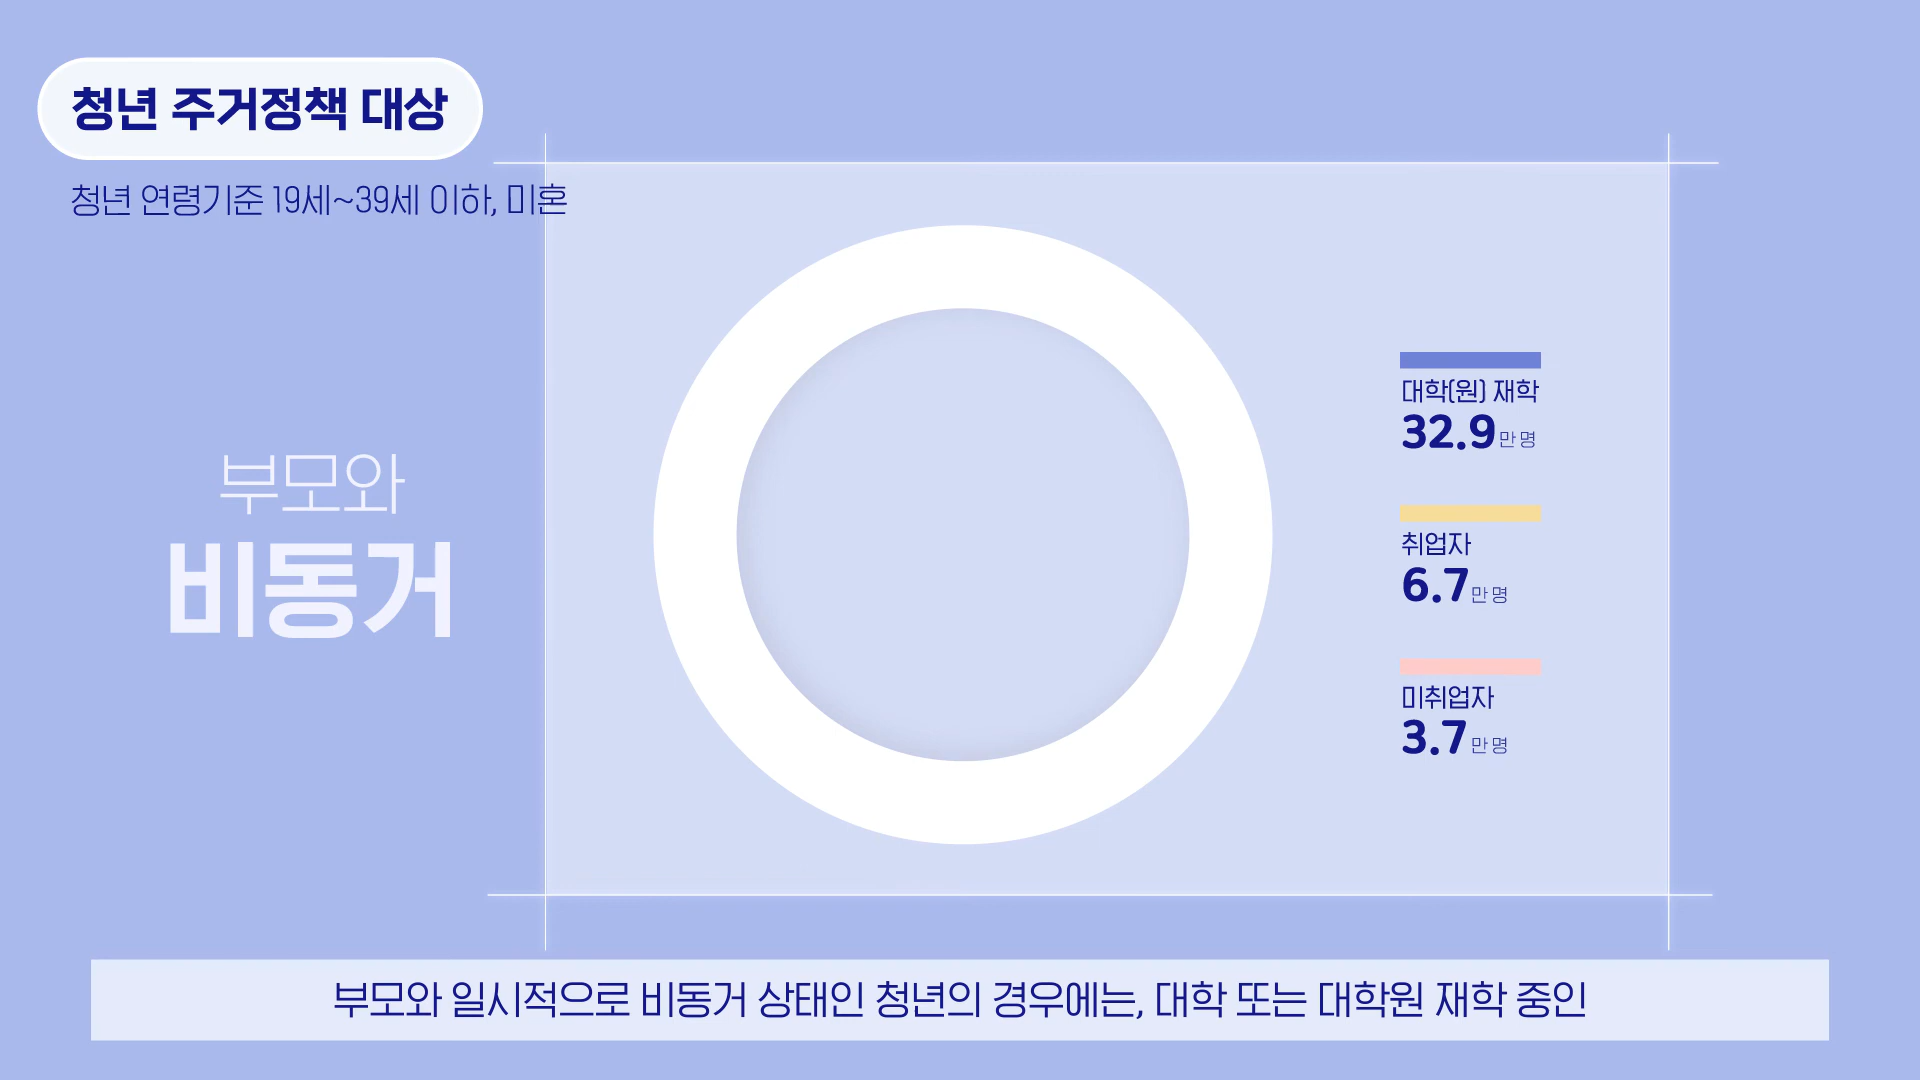 청년 주거정책 대상
청년 연령기준 19세~39세 이하, 미혼
부모와
비동거
대학(원) 재학
32.9만 명
취업자
6.7만 명
미취업자
3.7만 명
부모와 일시적으로 비동거 상태인 청년의 경우에는, 대학 또는 대학원 재학 중인